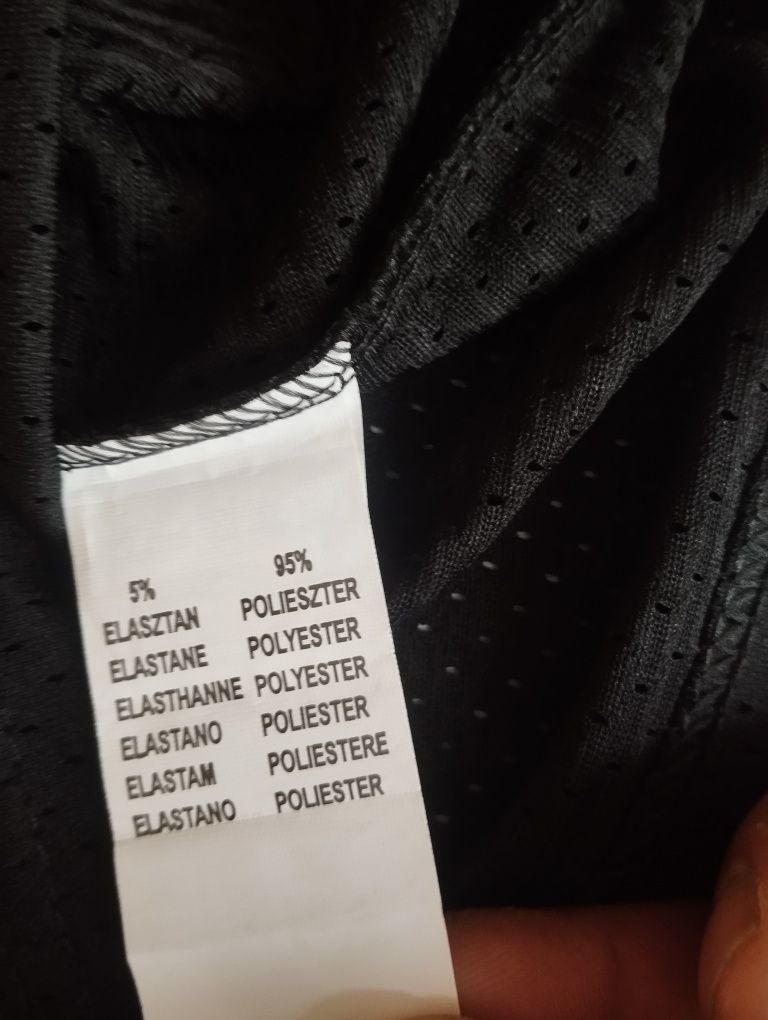 5% 95%
ELASZTAN POLIESZTER
ELASTANE POLYESTER
ELASTHANNE POLYESTER
ELASTANO POLIESTER
ELASTAM POLIESTERE
ELASTANO POLIESTER